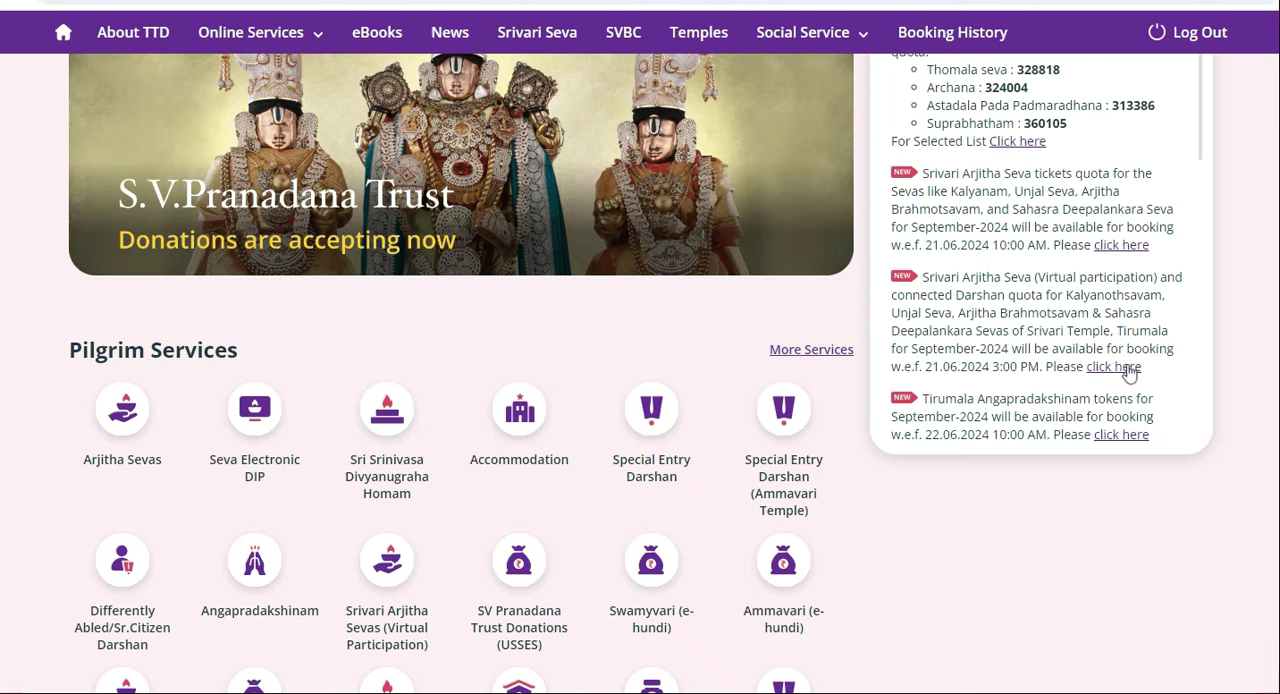 About TTD
Online Services
eBooks
News
Srivari Seva
SVBC
Temples
Social Service
Booking History
Log Out
S.V.Pranadana Trust
Donations are accepting now
quota.
Thomala seva : 328818
Archana : 324004
Astadala Pada Padmaradhana : 313386
Suprabhatham : 360105
For Selected List Click here
NEW Srivari Arjitha Seva tickets quota for the
Sevas like Kalyanam, Unjal Seva, Arjitha
Brahmotsavam, and Sahasra Deepalankara Seva
for September-2024 will be available for booking
w.e.f. 21.06.2024 10:00 AM. Please click here
NEW Srivari Arjitha Seva (Virtual participation) and
connected Darshan quota for Kalyanothsavam,
Unjal Seva, Arjitha Brahmotsavam & Sahasra
Deepalankara Sevas of Srivari Temple, Tirumala
for September-2024 will be available for booking
w.e.f. 21.06.2024 3:00 PM. Please click here
NEW Tirumala Angapradakshinam tokens for
September-2024 will be available for booking
w.e.f. 22.06.2024 10:00 AM. Please click here
Pilgrim Services
More Services
Arjitha Sevas
Seva Electronic
DIP
Sri Srinivasa
Divyanugraha
Homam
Accommodation
Special Entry
Darshan
Special Entry
Darshan
(Ammavari
Temple)
Differently
Abled/Sr.Citizen
Darshan
Angapradakshinam
Srivari Arjitha
Sevas (Virtual
Participation)
SV Pranadana
Trust Donations
(USSES)
Swamyvari (e-
hundi)
Ammavari (e-
hundi)